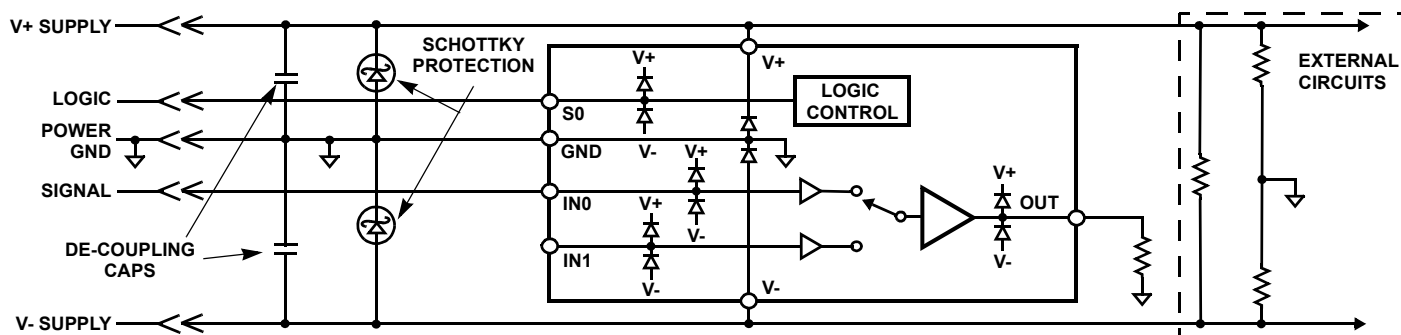 V+ SUPPLY
LOGIC
POWER
GND
SIGNAL
DE-COUPLING
CAPS
V- SUPPLY
SCHOTTKY
PROTECTION
V+
V-
S0
GND
V+
V-
IN0
V+
V-
IN1
V+
LOGIC
CONTROL
V+
V-
OUT
V-
EXTERNAL
CIRCUITS